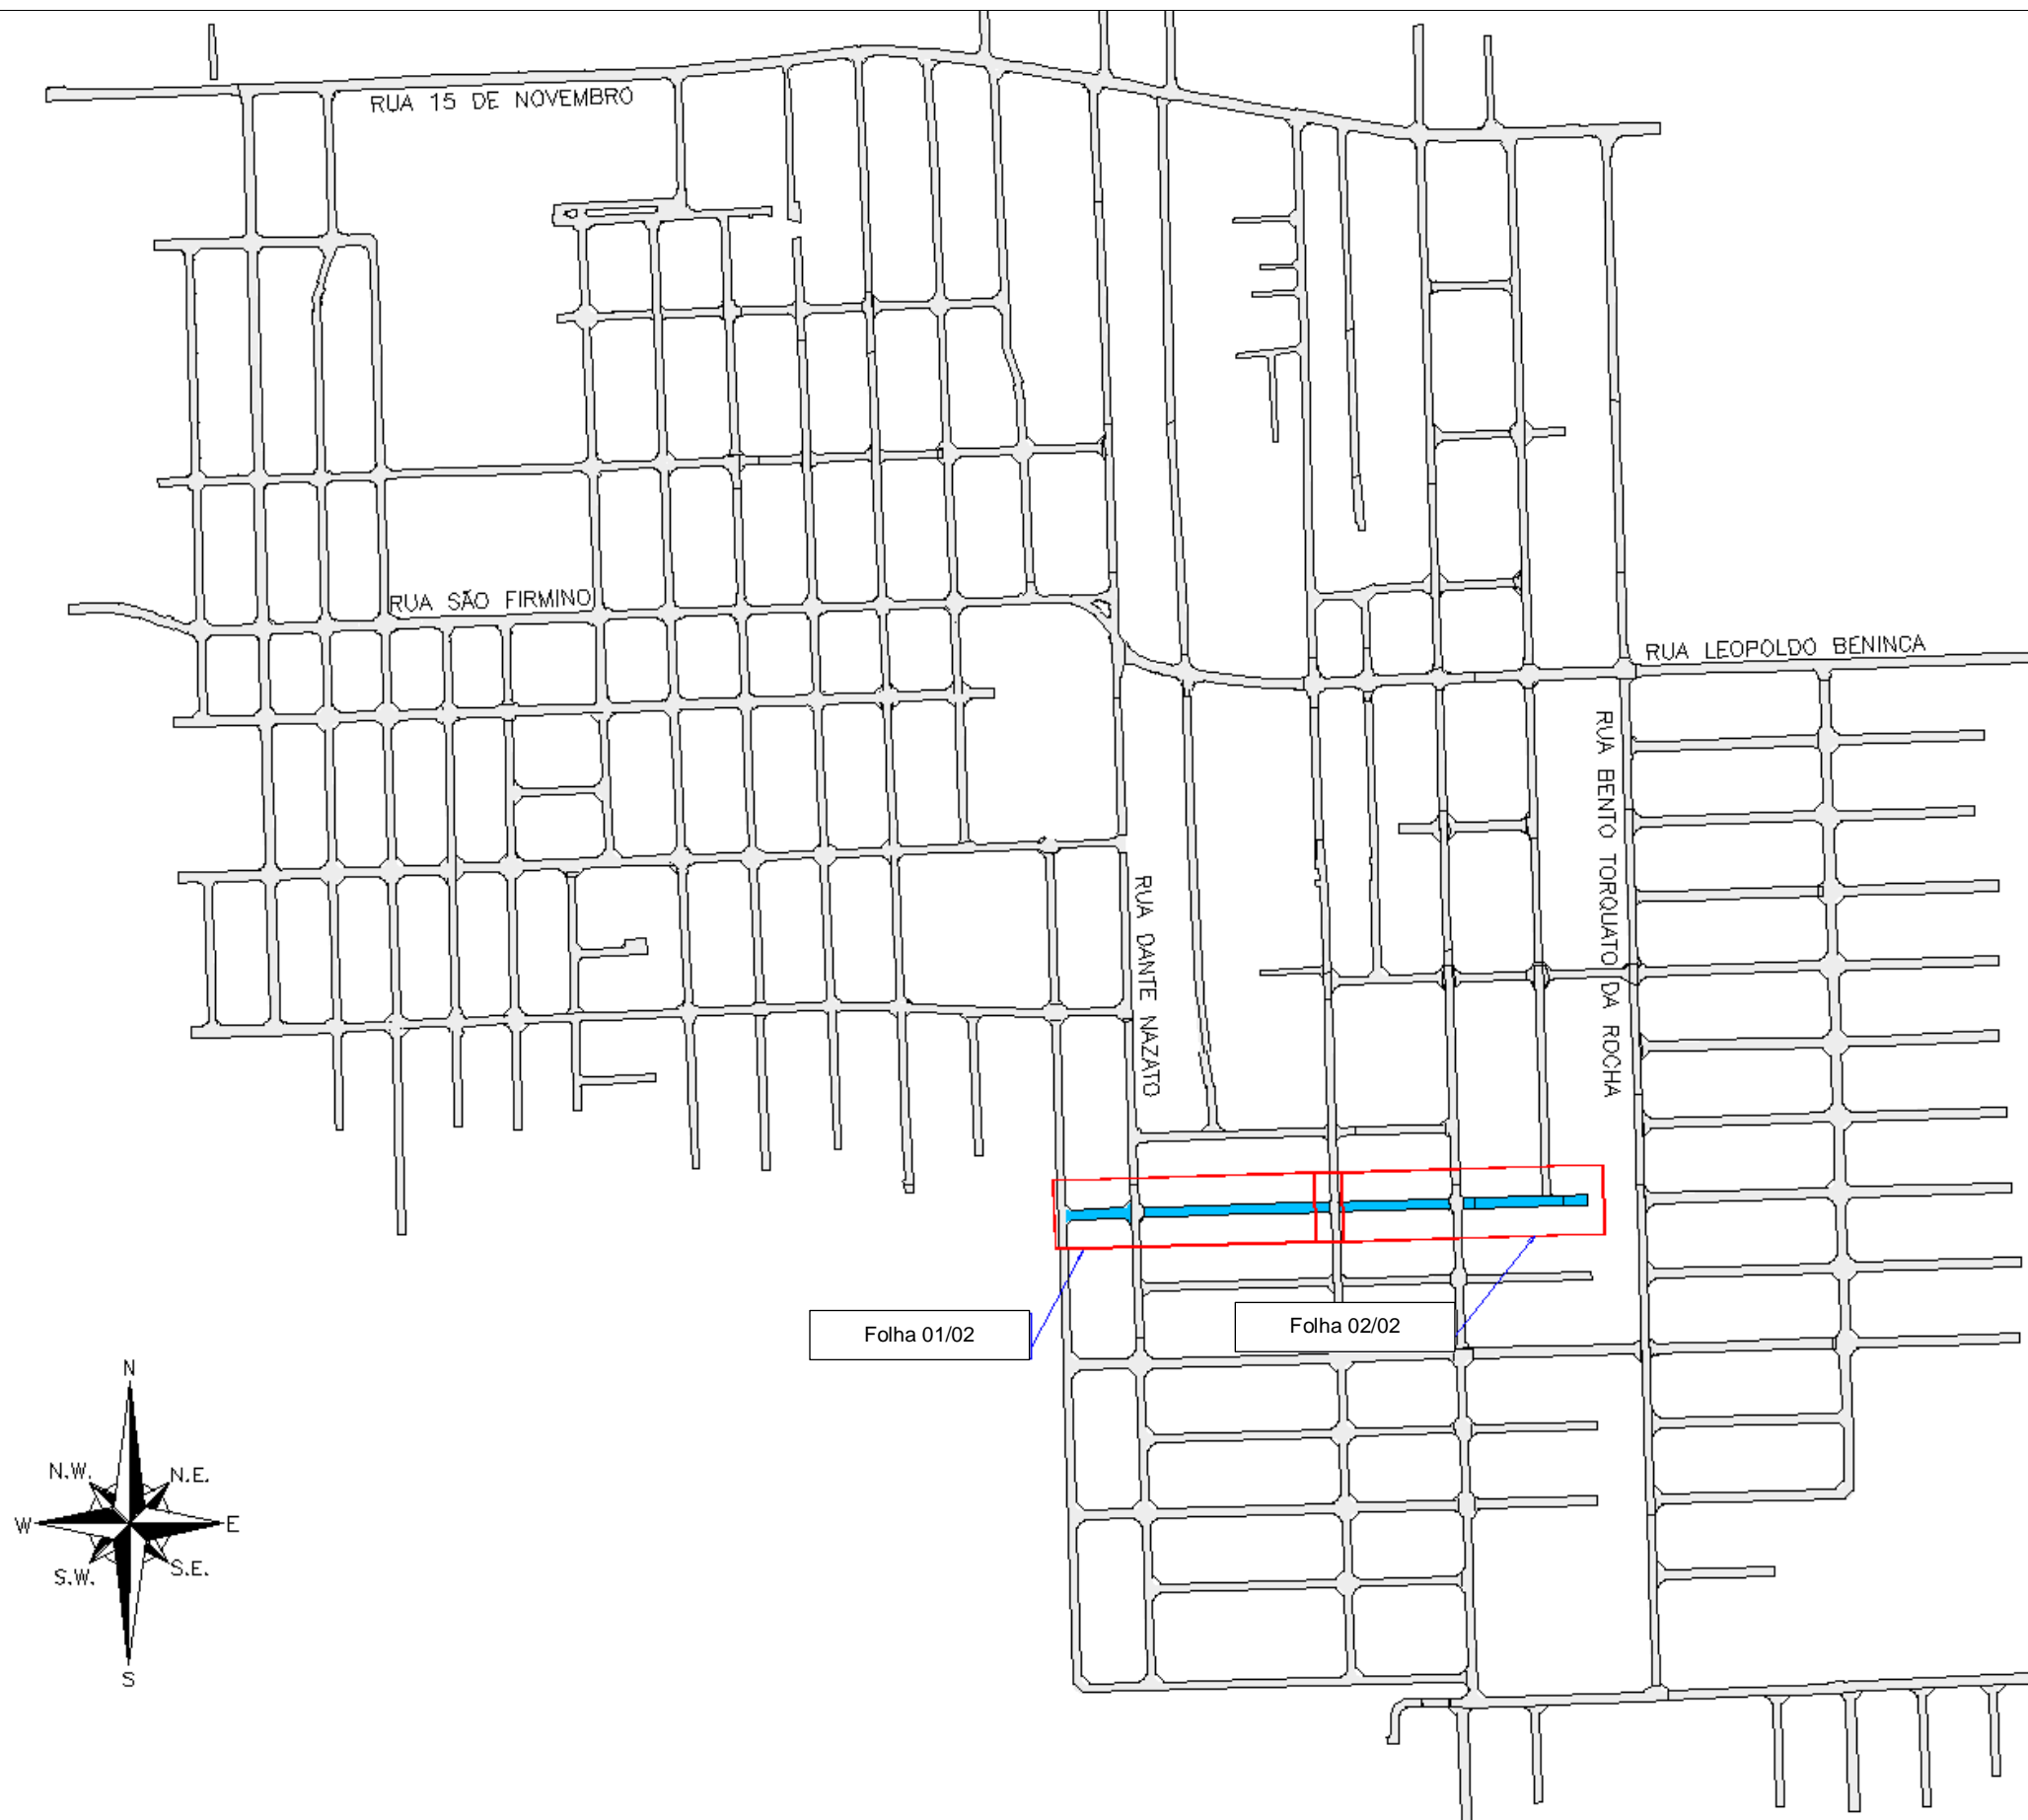 RUA 15 DE NOVEMBRO
RUA SÃO FIRMINO
RUA LEOPOLDO BENINCA
RUA BENTO TORQUATO DA ROCHA
RUA DANTE NAZATO
Folha 01/02
Folha 02/02
N
N.W.
N.E.
W
E
S.W.
S.E.
S